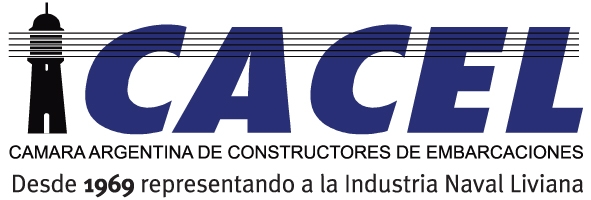 CACEL
CAMARA ARGENTINA DE CONSTRUCTORES DE EMBARCACIONES
Desde 1969 representando a la Industria Naval Liviana